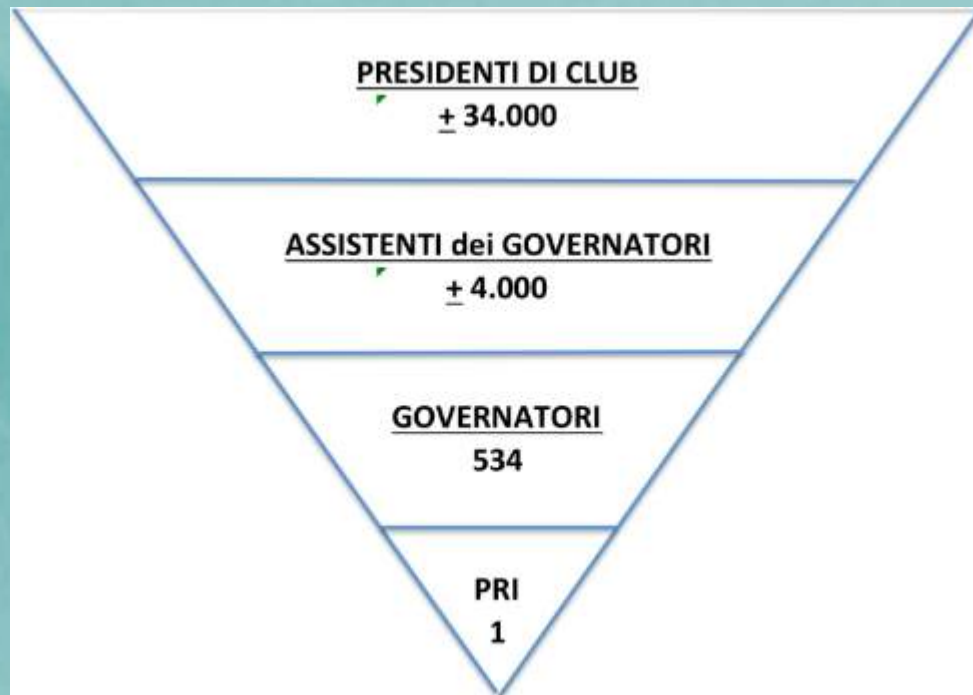 PRESIDENTI DI CLUB
± 34.000
ASSISTENTI dei GOVERNATORI
± 4.000
GOVERNATORI
534
PRI
1